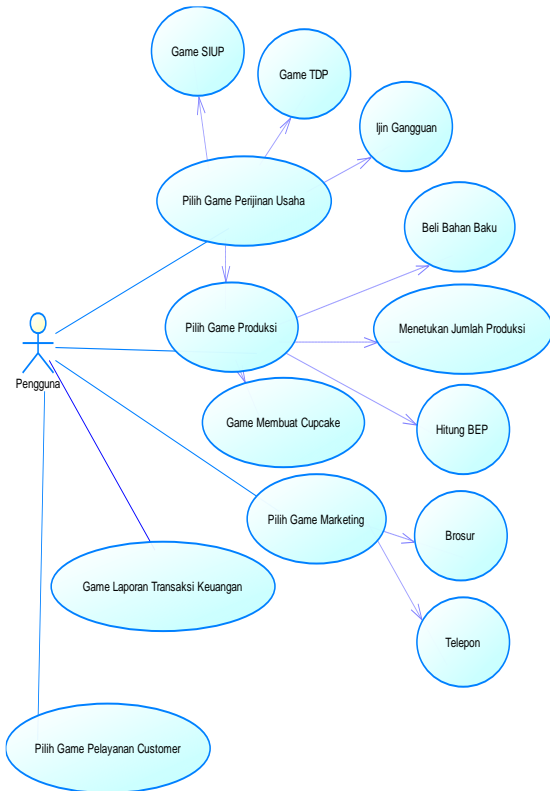 Game SIUP
Game TDP
Ijin Gangguan
Pilih Game Perijinan Usaha
Beli Bahan Baku
Pilih Game Produksi
Menetukan Jumlah Produksi
Pengguna
Game Membuat Cupcake
Hitung BEP
Pilih Game Marketing
Brosur
Game Laporan Transaksi Keuangan
Telepon
Pilih Game Pelayanan Customer